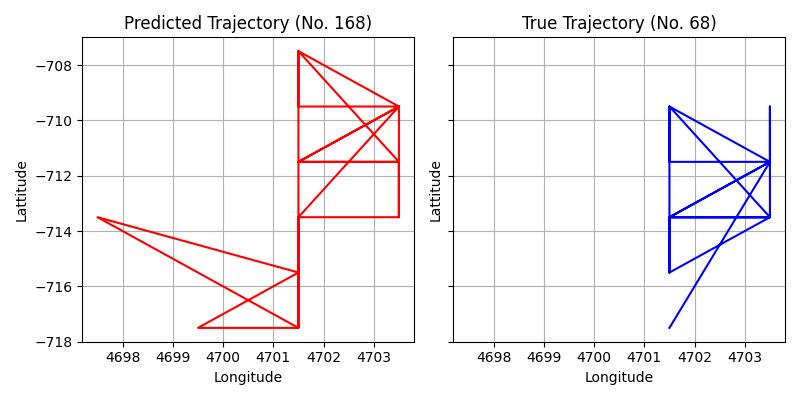 Predicted Trajectory (No. 168)
True Trajectory (No. 68)
Lattitude
−708
−710
−712
−714
−716
−718
4698 4699 4700 4701 4702 4703
Longitude
Lattitude
4698 4699 4700 4701 4702 4703
Longitude